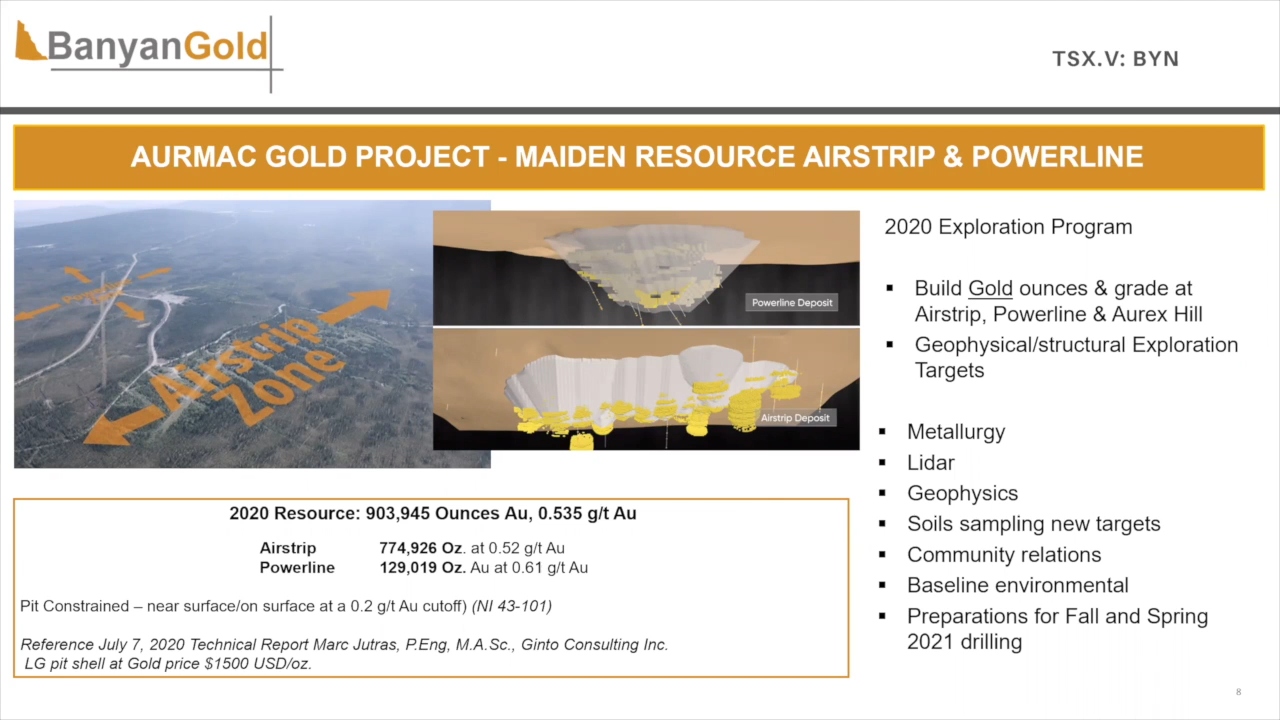 BanyanGold
TSX.V: BYN
AURMAC GOLD PROJECT - MAIDEN RESOURCE AIRSTRIP & POWERLINE
Powerline
Airstrip
Zone
Powerline Deposit
Airstrip Deposit
2020 Exploration Program
▪ Build Gold ounces & grade at
Airstrip, Powerline & Aurex Hill
▪ Geophysical/structural Exploration
Targets
▪ Metallurgy
▪ Lidar
▪ Geophysics
▪ Soils sampling new targets
▪ Community relations
▪ Baseline environmental
▪ Preparations for Fall and Spring
2021 drilling
2020 Resource: 903,945 Ounces Au, 0.535 g/t Au
Airstrip 774,926 Oz. at 0.52 g/t Au
Powerline 129,019 Oz. Au at 0.61 g/t Au
Pit Constrained – near surface/on surface at a 0.2 g/t Au cutoff) (NI 43-101)
Reference July 7, 2020 Technical Report Marc Jutras, P.Eng, M.A.Sc., Ginto Consulting Inc.
LG pit shell at Gold price $1500 USD/oz.
8